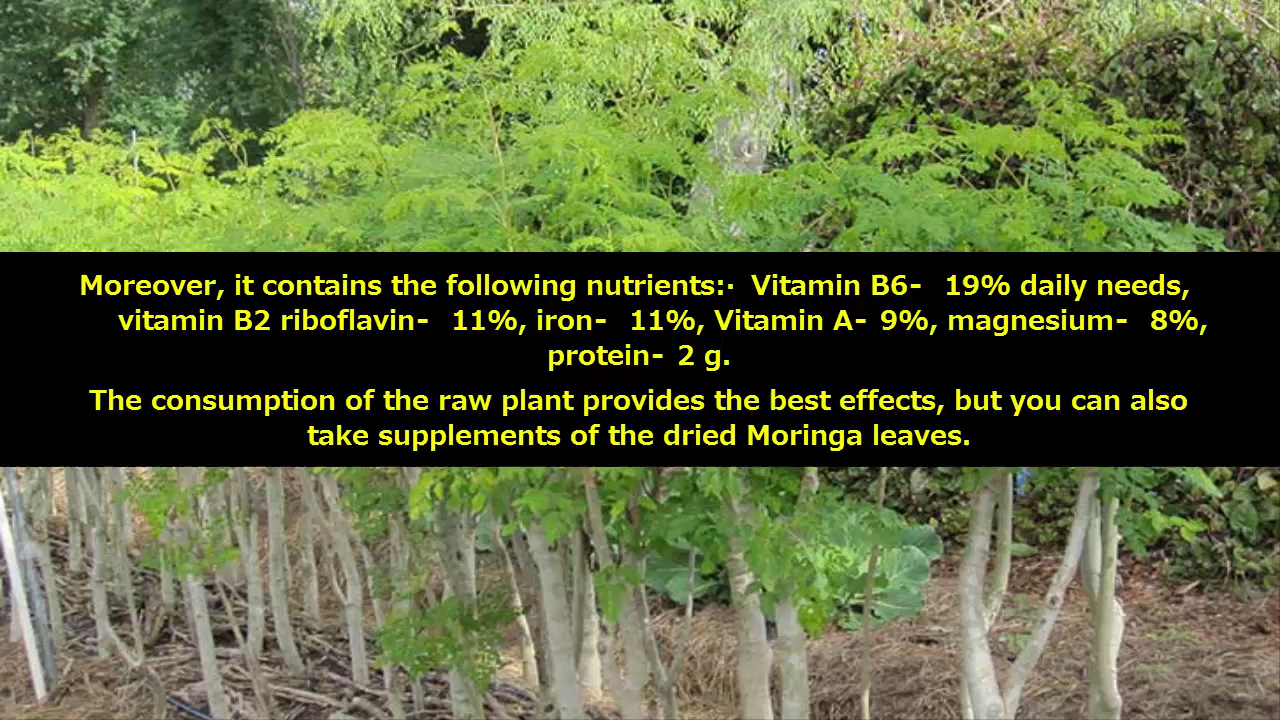 Moreover, it contains the following nutrients:· Vitamin B6- 19% daily needs,
vitamin B2 riboflavin- 11%, iron- 11%, Vitamin A- 9%, magnesium- 8%,
protein- 2 g.
The consumption of the raw plant provides the best effects, but you can also
take supplements of the dried Moringa leaves.